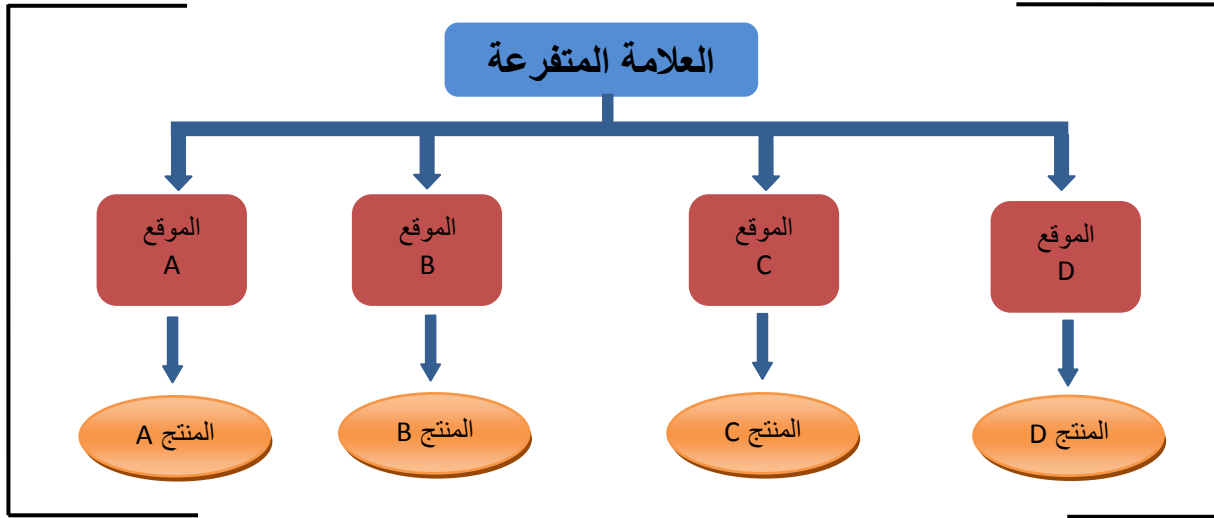 العلامة المتفرعة
الموقع
A
الموقع
B
الموقع
C
الموقع
D
المنتج A
المنتج B
المنتج C
المنتج D